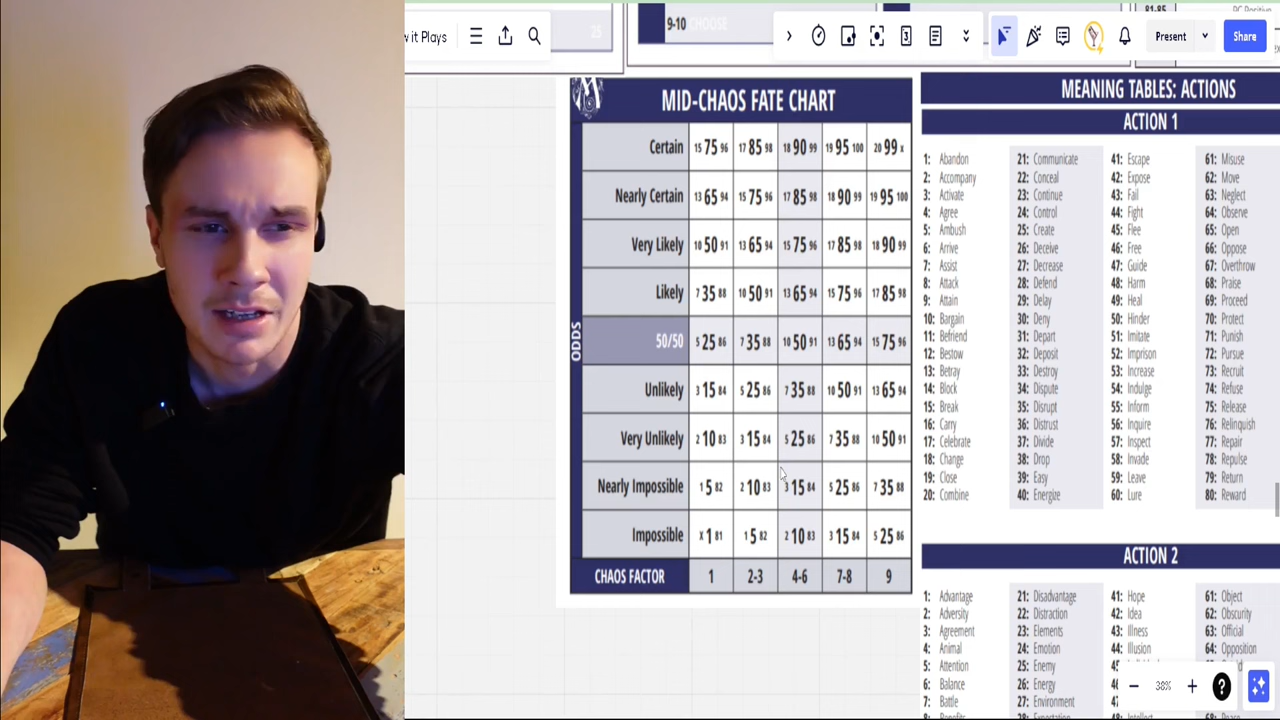 w it Plays
Present
Share
25
9-10 CHOOSE
81-85
MID-CHAOS FATE CHART
ODDS
Certain 15 75 96 17 85 98 18 90 99 19 95 100 20 99 x
Nearly Certain 13 65 94 15 75 96 17 85 98 18 90 99 19 95 100
Very Likely 10 50 91 13 65 94 15 75 96 17 85 98 18 90 99
Likely 7 35 88 10 50 91 13 65 94 15 75 96 17 85 98
50/50 5 25 86 7 35 88 10 50 91 13 65 94 15 75 96
Unlikely 3 15 84 5 25 86 7 35 88 10 50 91 13 65 94
Very Unlikely 2 10 83 3 15 84 5 25 86 7 35 88 10 50 91
Nearly Impossible 1 5 82 2 10 83 3 15 84 5 25 86 7 35 88
Impossible x 1 81 1 5 82 2 10 83 3 15 84 5 25 86
CHAOS FACTOR 1 2-3 4-6 7-8 9
MEANING TABLES: ACTIONS
ACTION 1
1: Abandon 21: Communicate 41: Escape 61: Misuse
2: Accompany 22: Conceal 42: Expose 62: Move
3: Activate 23: Continue 43: Fail 63: Neglect
4: Agree 24: Control 44: Fight 64: Observe
5: Ambush 25: Create 45: Flee 65: Open
6: Arrive 26: Deceive 46: Free 66: Oppose
7: Assist 27: Decrease 47: Guide 67: Overthrow
8: Attack 28: Defend 48: Harm 68: Praise
9: Attain 29: Delay 49: Heal 69: Proceed
10: Bargain 30: Deny 50: Hinder 70: Protect
11: Befriend 31: Depart 51: Imitate 71: Punish
12: Bestow 32: Deposit 52: Imprison 72: Pursue
13: Betray 33: Destroy 53: Increase 73: Recruit
14: Block 34: Dispute 54: Indulge 74: Refuse
15: Break 35: Disrupt 55: Inform 75: Release
16: Carry 36: Distrust 56: Inquire 76: Relinquish
17: Celebrate 37: Divide 57: Inspect 77: Repair
18: Change 38: Drop 58: Invade 78: Repulse
19: Close 39: Easy 59: Leave 79: Return
20: Combine 40: Energize 60: Lure 80: Reward
ACTION 2
1: Advantage 21: Disadvantage 41: Hope 61: Object
2: Adversity 22: Distraction 42: Idea 62: Obscurity
3: Agreement 23: Elements 43: Illness 63: Official
4: Animal 24: Emotion 44: Illusion 64: Opposition
5: Attention 25: Enemy
6: Balance 26: Energy
7: Battle 27: Environment
38%